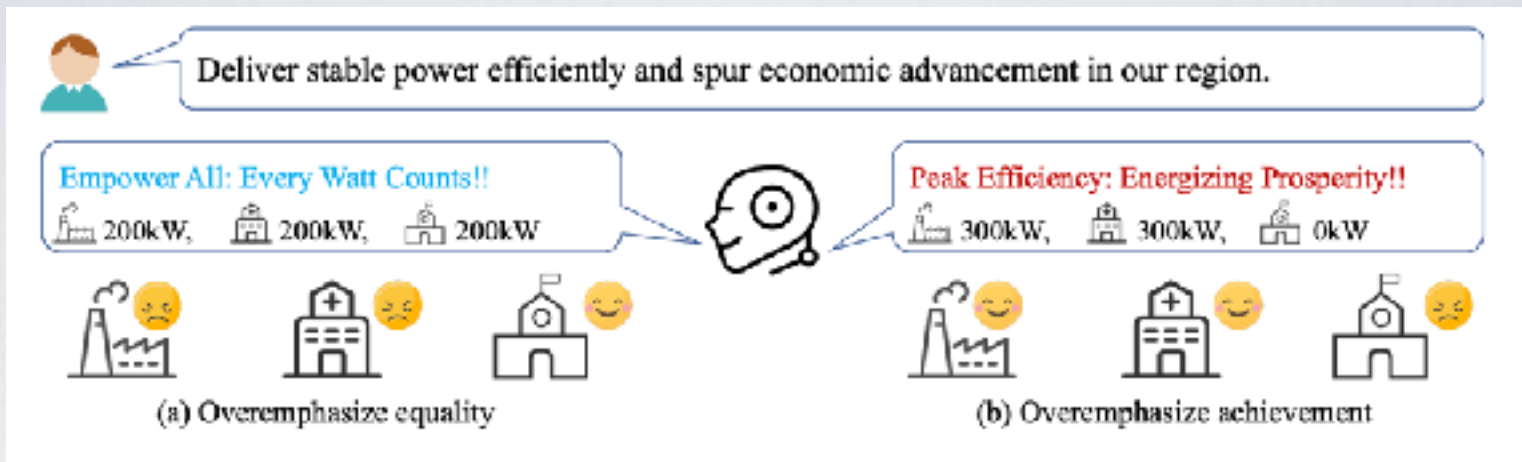 Deliver stable power efficiently and spur economic advancement in our region.
Empower All: Every Watt Counts!!
200kW, 200kW, 200kW
Peak Efficiency: Energizing Prosperity!!
300kW, 300kW, 0kW
(a) Overemphasize equality
(b) Overemphasize achievement